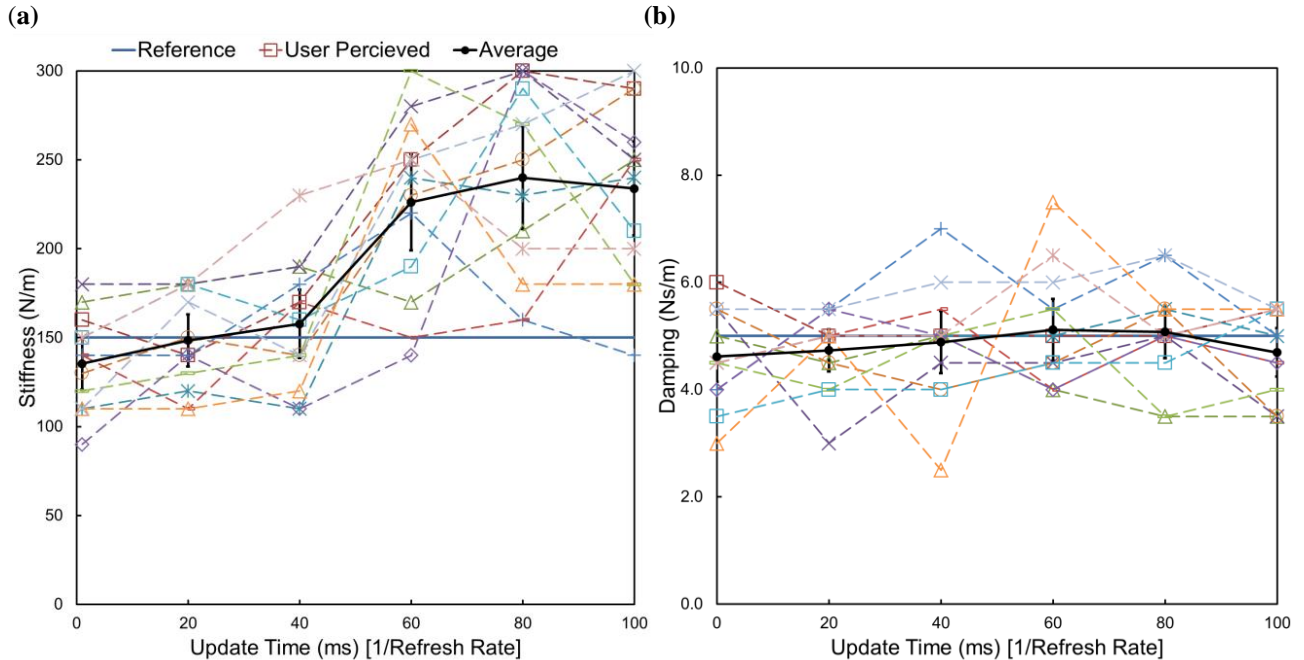 (a)
Reference User Percieved Average
300
250
200
150
100
50
0
Stiffness (N/m)
0 20 40 60 80 100
Update Time (ms) [1/Refresh Rate]
(b)
10.0
8.0
6.0
4.0
2.0
0.0
Damping (Ns/m)
0 20 40 60 80 100
Update Time (ms) [1/Refresh Rate]